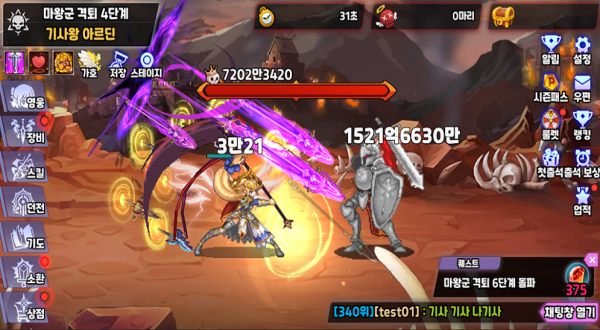 마왕군 격퇴 4단계
기사왕 아르딘
31초
0마리
가호
저장
스테이지
7202만3420
알림
설정
영웅
3만21
1521억6630만
시즌패스
우편
장비
룰렛
랭킹
스킬
첫출석
출석 보상
던전
업적
기도
퀘스트
소환
마왕군 격퇴 6단계 돌파
375
상점
[340위][test01] : 기사 기사 나기사
채팅창 열기